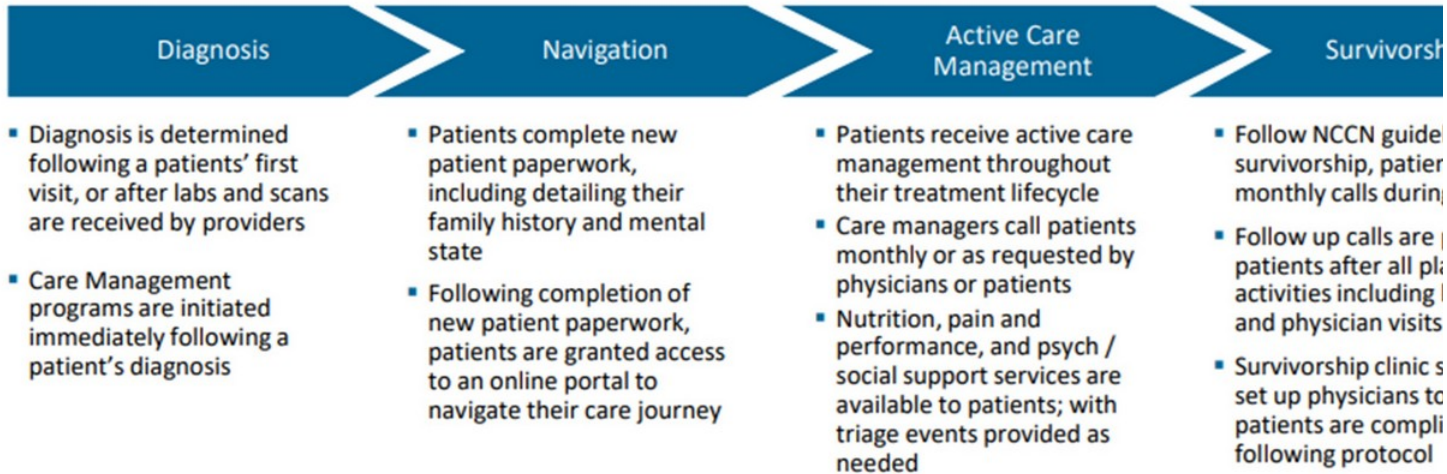 Diagnosis
Navigation
Active Care
Management
▪ Diagnosis is determined
following a patients' first
visit, or after labs and scans
are received by providers
▪ Care Management
programs are initiated
immediately following a
patient's diagnosis
▪ Patients complete new
patient paperwork,
including detailing their
family history and mental
state
▪ Following completion of
new patient paperwork,
patients are granted access
to an online portal to
navigate their care journey
▪ Patients receive active care
management throughout
their treatment lifecycle
▪ Care managers call patients
monthly or as requested by
physicians or patients
▪ Nutrition, pain and
performance, and psych /
social support services are
available to patients; with
triage events provided as
needed
▪ Follow NCCN
survivorship,
monthly calls during
▪ Follow up calls are
patients after all
activities including
and physician visits
▪ Survivorship clinic
set up physicians to
patients are
following protocol